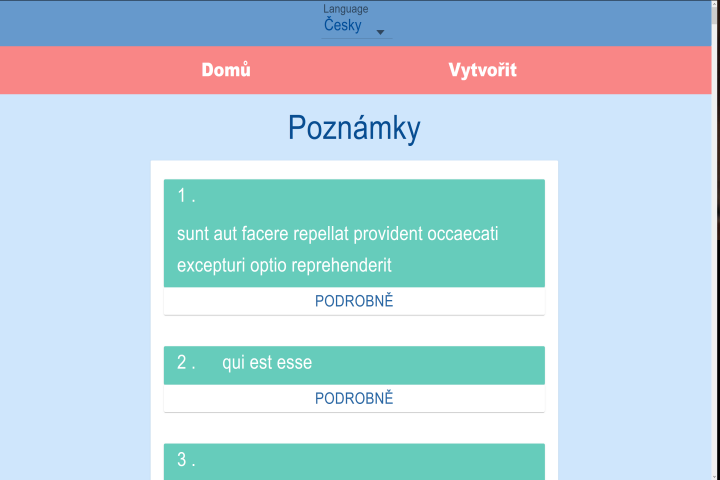 Language
Česky
Domů Vytvořit
Poznámky
1 .
sunt aut facere repellat provident occaecati
excepturi optio reprehenderit
PODROBNĚ
2 . qui est esse
PODROBNĚ
3 .